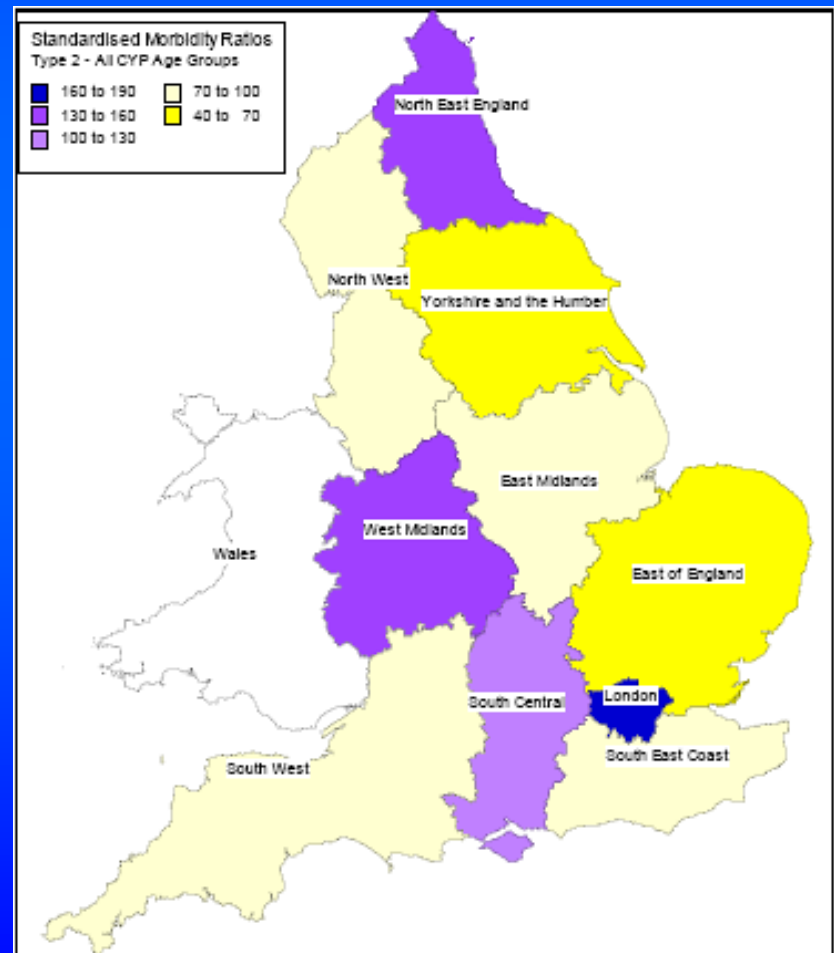 Standardised Morbidity Ratios
Type 2 - All CYP Age Groups
160 to 190 70 to 100
130 to 160 40 to 70
100 to 130
North East England
North West
Yorkshire and the Humber
East Midlands
West Midlands
Wales
East of England
London
South Central
South East Coast
South West